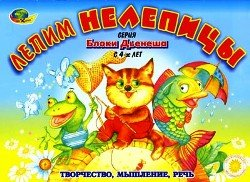 ЛЕПИМ НЕЛЕПИЦЫ
СЕРИЯ
Блоки Дьенеша
с 4-х лет
ТВОРЧЕСТВО, МЫШЛЕНИЕ, РЕЧЬ